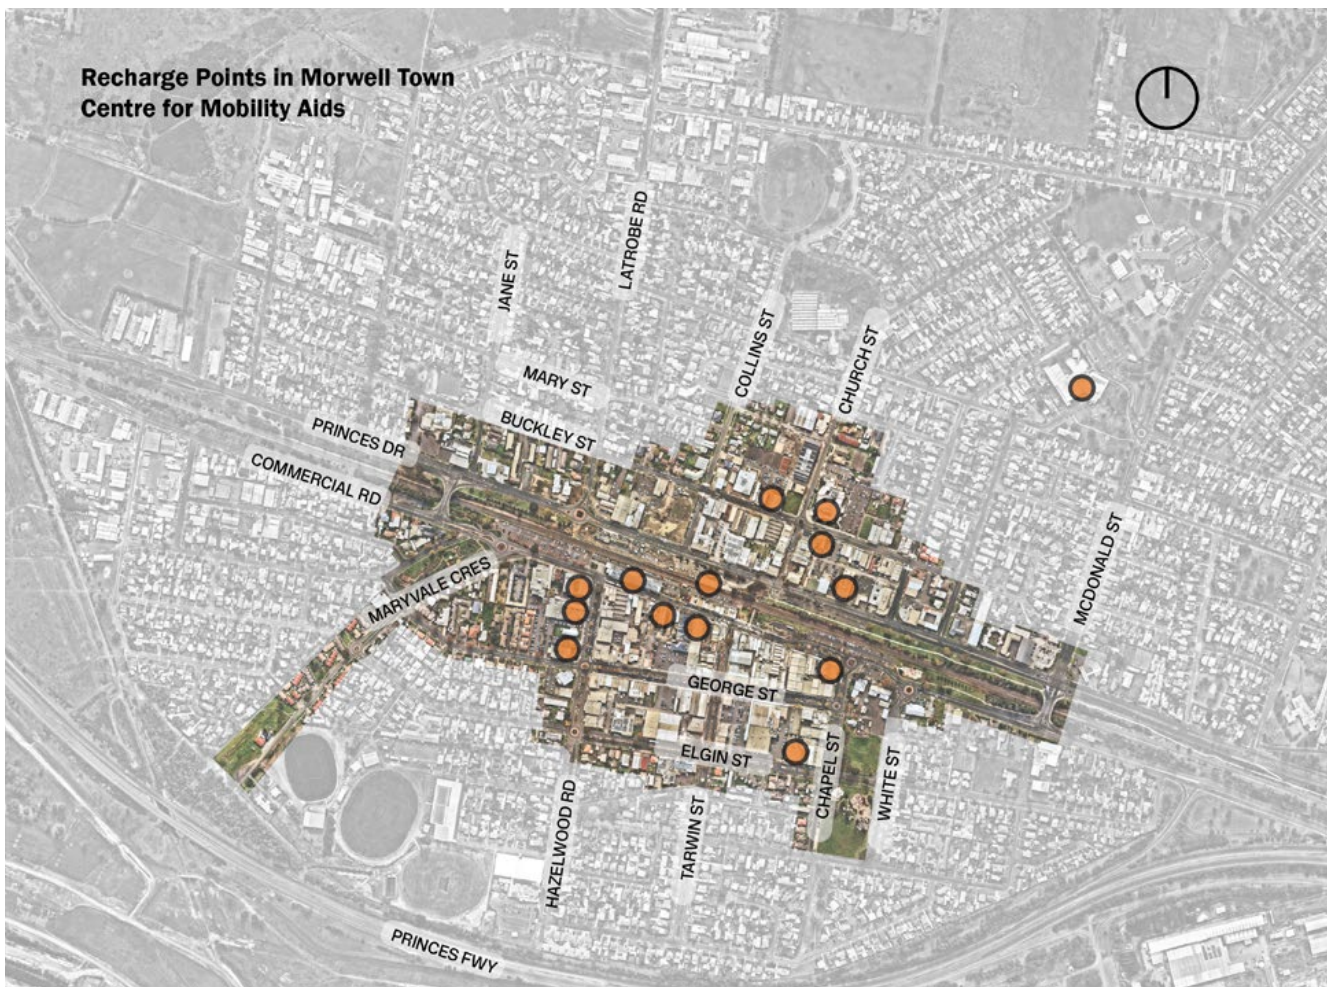 Recharge Points in Morwell Town
Centre for Mobility Aids
LATROBE RD
JANE ST
COLLINS ST
CHURCH ST
MARY ST
BUCKLEY ST
PRINCES DR
COMMERCIAL RD
MARYVALE CRES
MCDONALD ST
GEORGE ST
ELGIN ST
CHAPEL ST
WHITE ST
HAZELWOOD RD
TARWIN ST
PRINCES FWY